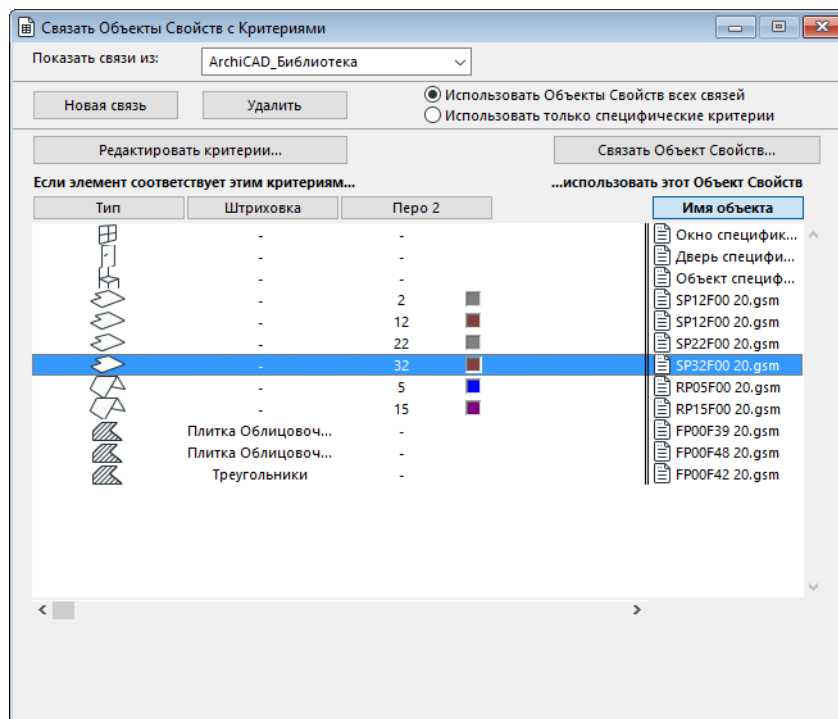 Связать Объекты Свойств с Критериями
Показать связи из: ArchiCAD_Библиотека
Новая связь Удалить Использовать Объекты Свойств всех связей
Использовать только специфические критерии
Редактировать критерии... Связать Объект Свойств...
Если элемент соответствует этим критериям... ...использовать этот Объект Свойств
Тип Штриховка Перо 2 Имя объекта
- - Окно специфик...
- - Дверь специфи...
- - Объект специф...
- 2 SP12F00 20.gsm
- 12 SP12F00 20.gsm
- 22 SP22F00 20.gsm
- 32 SP32F00 20.gsm
- 5 RP05F00 20.gsm
- 15 RP15F00 20.gsm
Плитка Облицовоч... - FP00F39 20.gsm
Плитка Облицовоч... - FP00F48 20.gsm
Треугольники - FP00F42 20.gsm